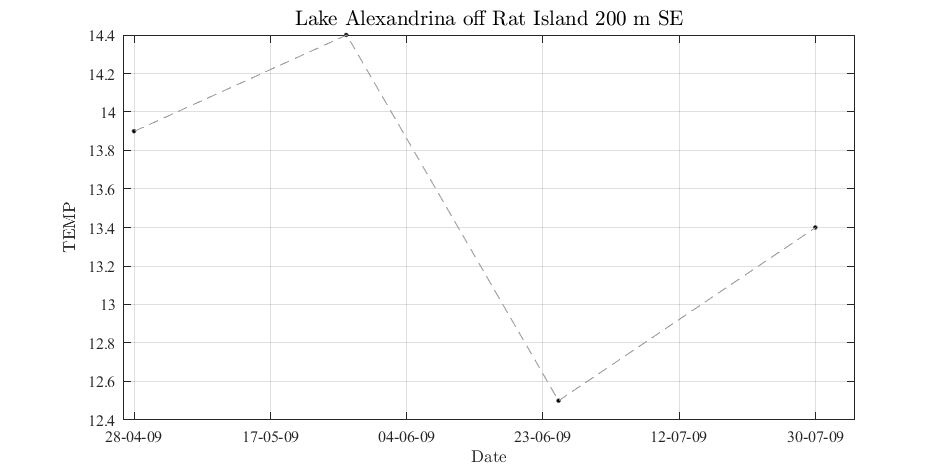 Lake Alexandrina off Rat Island 200 m SE
14.4
14.2
14
13.8
13.6
13.4
13.2
13
12.8
12.6
12.4
TEMP
28-04-09 17-05-09 04-06-09 23-06-09 12-07-09 30-07-09
Date